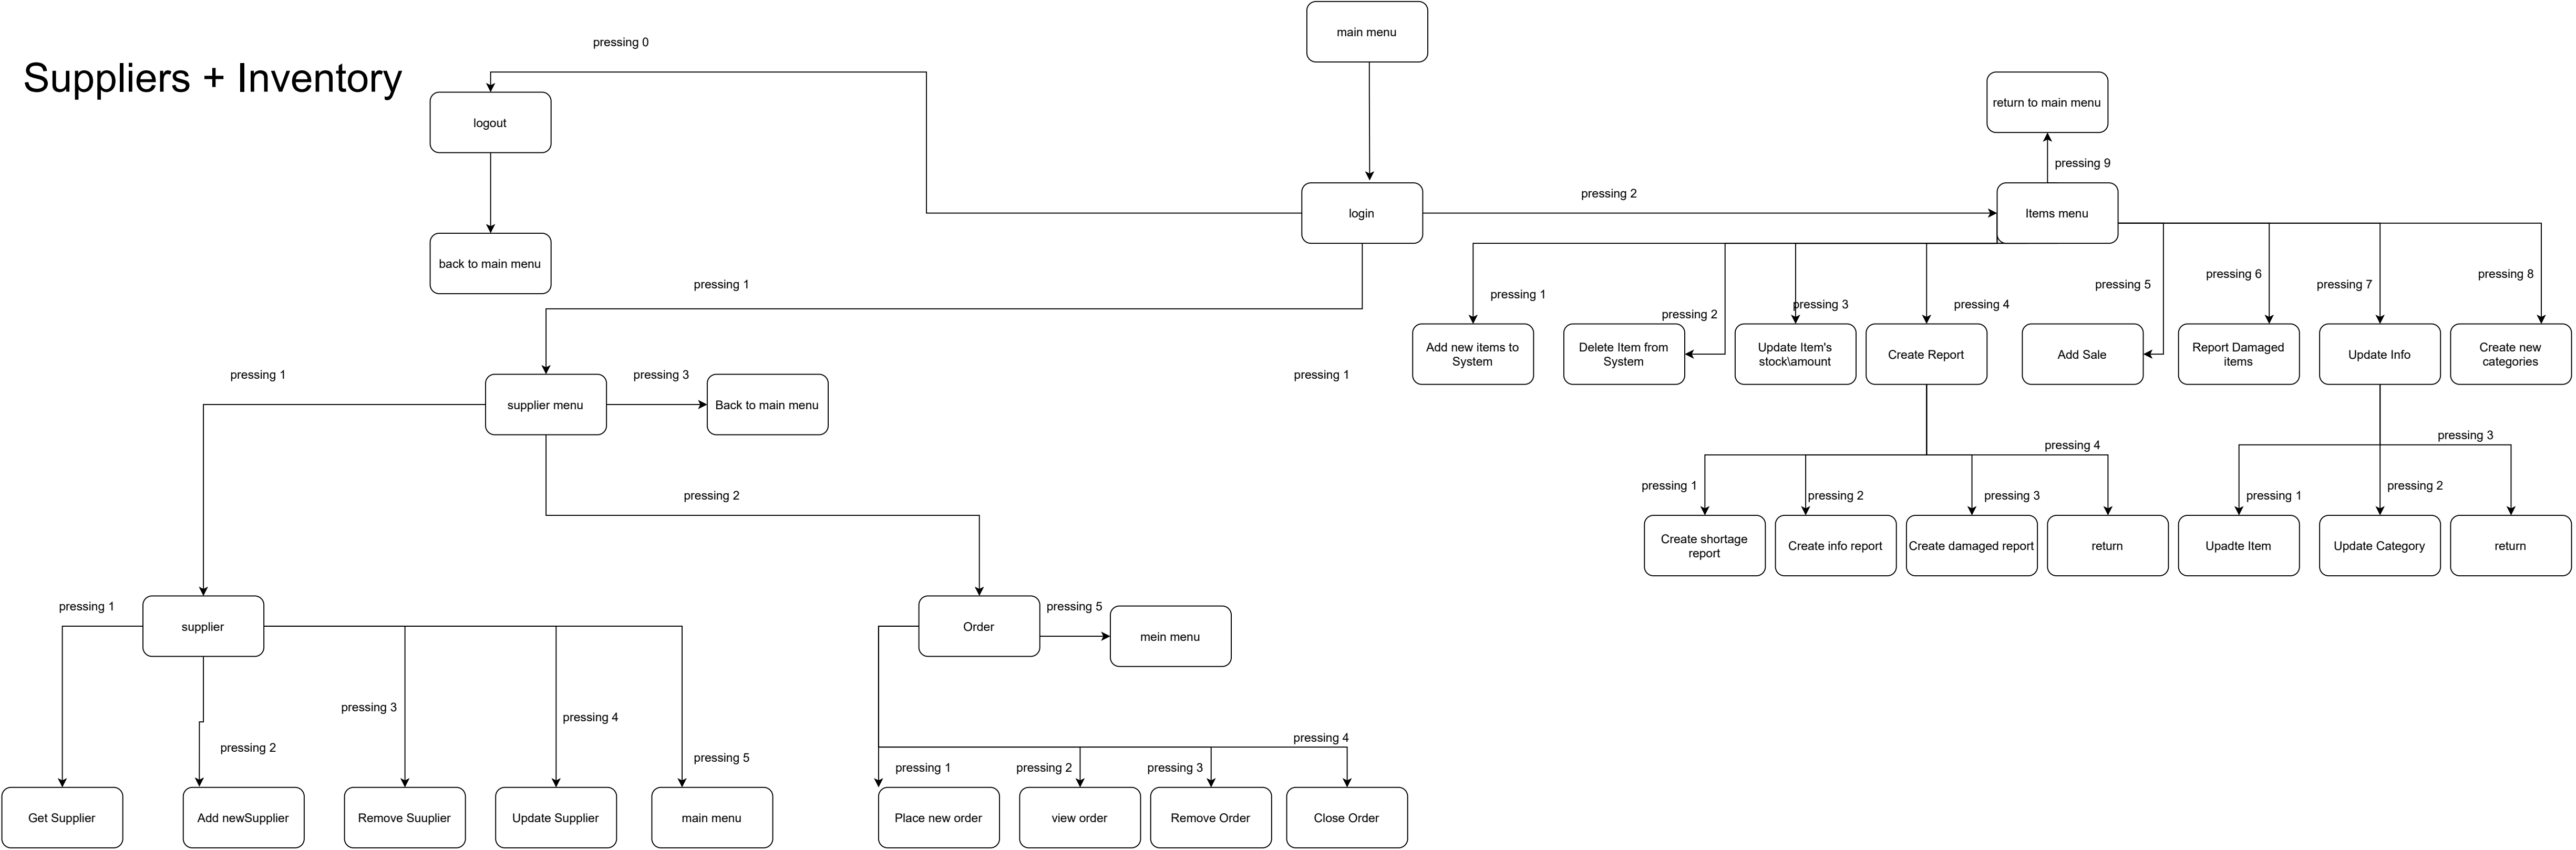 main menu
pressing 0
Suppliers + Inventory
return to main menu
logout
pressing 9
pressing 2
login
Items menu
back to main menu
pressing 1
pressing 1
pressing 2
pressing 3
pressing 4
pressing 5
pressing 6
pressing 7
pressing 8
Add new items to
System
Delete Item from
System
Update Item's
stock\amount
Create Report
Add Sale
Report Damaged
items
Update Info
Create new
categories
pressing 1
pressing 3
pressing 1
supplier menu
Back to main menu
pressing 4
pressing 3
pressing 2
pressing 1
pressing 2
pressing 3
pressing 1
pressing 2
Create shortage
report
Create info report
Create damaged report
return
Upadte Item
Update Category
return
pressing 1
supplier
Order
pressing 5
mein menu
pressing 3
pressing 4
pressing 2
pressing 5
pressing 4
pressing 1
pressing 2
pressing 3
Get Supplier
Add newSupplier
Remove Suuplier
Update Supplier
main menu
Place new order
view order
Remove Order
Close Order